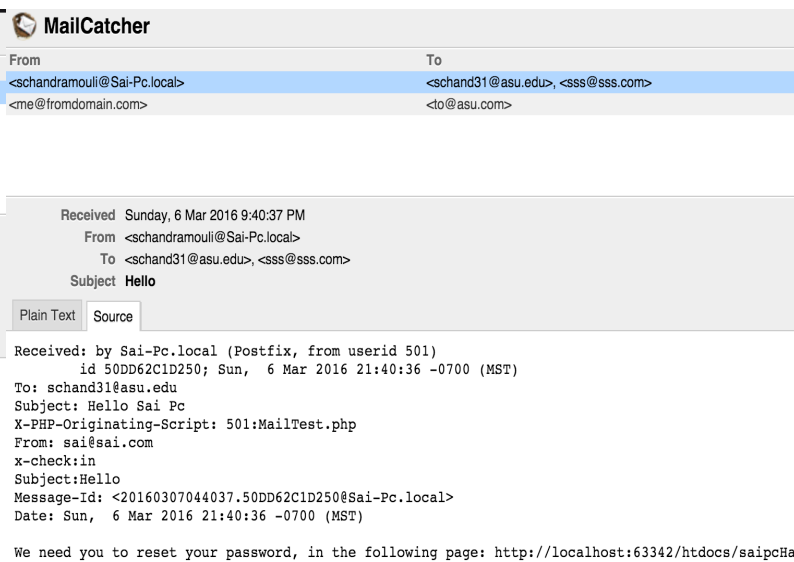 MailCatcher
From To
<schandramouli@Sai-Pc.local> <schand31@asu.edu>, <sss@sss.com>
<me@fromdomain.com> <to@asu.com>
Received Sunday, 6 Mar 2016 9:40:37 PM
From <schandramouli@Sai-Pc.local>
To <schand31@asu.edu>, <sss@sss.com>
Subject Hello
Plain Text Source
Received: by Sai-Pc.local (Postfix, from userid 501)
id 50DD62C1D250; Sun,  6 Mar 2016 21:40:36 -0700 (MST)
To: schand31@asu.edu
Subject: Hello Sai Pc
X-PHP-Originating-Script: 501:MailTest.php
From: sai@sai.com
x-check:in
Subject:Hello
Message-Id: <20160307044037.50DD62C1D250@Sai-Pc.local>
Date: Sun,  6 Mar 2016 21:40:36 -0700 (MST)
We need you to reset your password, in the following page: http://localhost:63342/htdocs/saipcHa